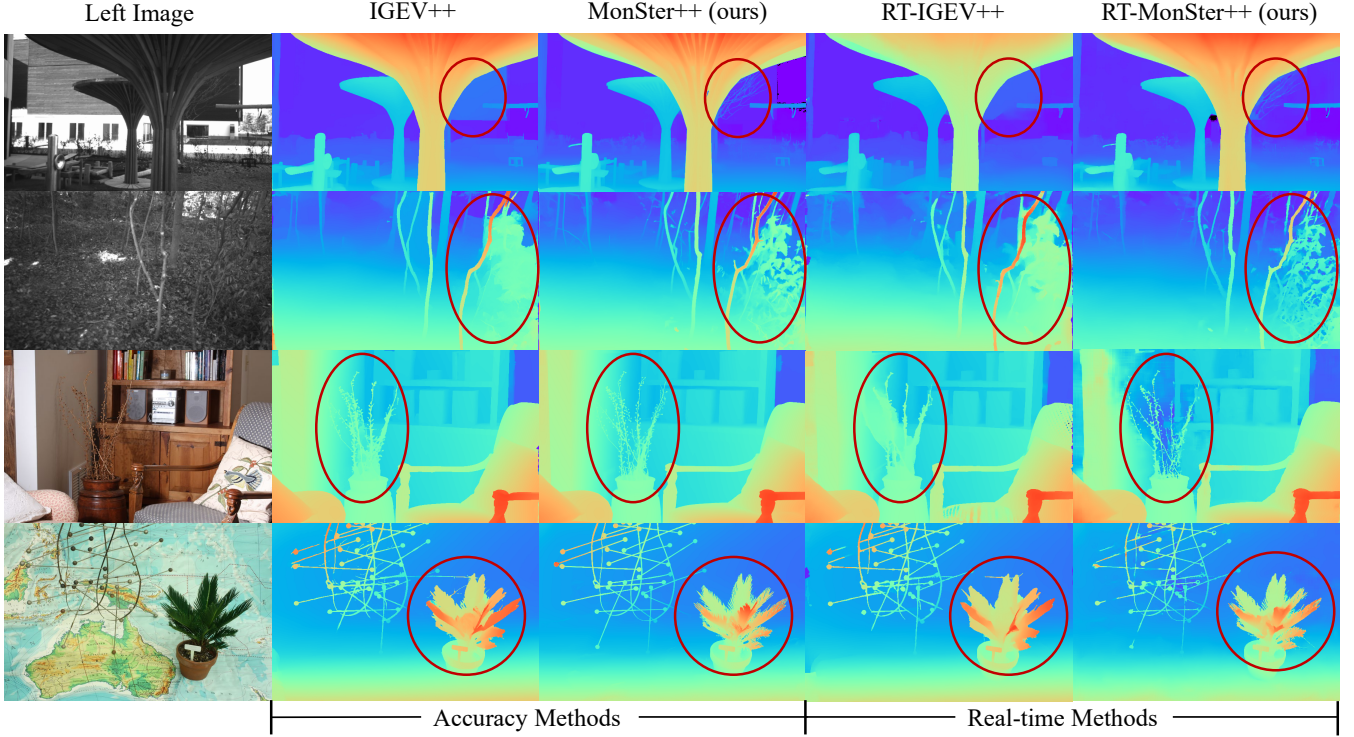 Left Image
IGEV++
MonSter++ (ours)
RT-IGEV++
RT-MonSter++ (ours)
Accuracy Methods
Real-time Methods